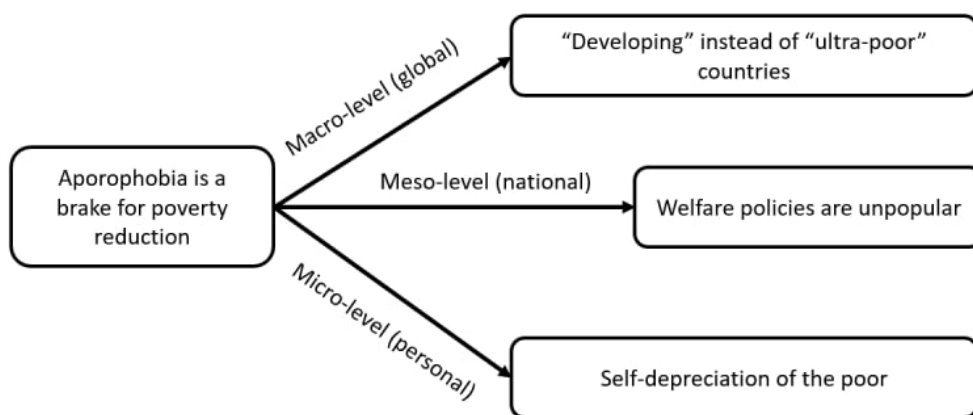 Aporophobia is a
brake for poverty
reduction
Macro-level (global)
“Developing” instead of “ultra-poor”
countries
Meso-level (national)
Welfare policies are unpopular
Micro-level (personal)
Self-depreciation of the poor